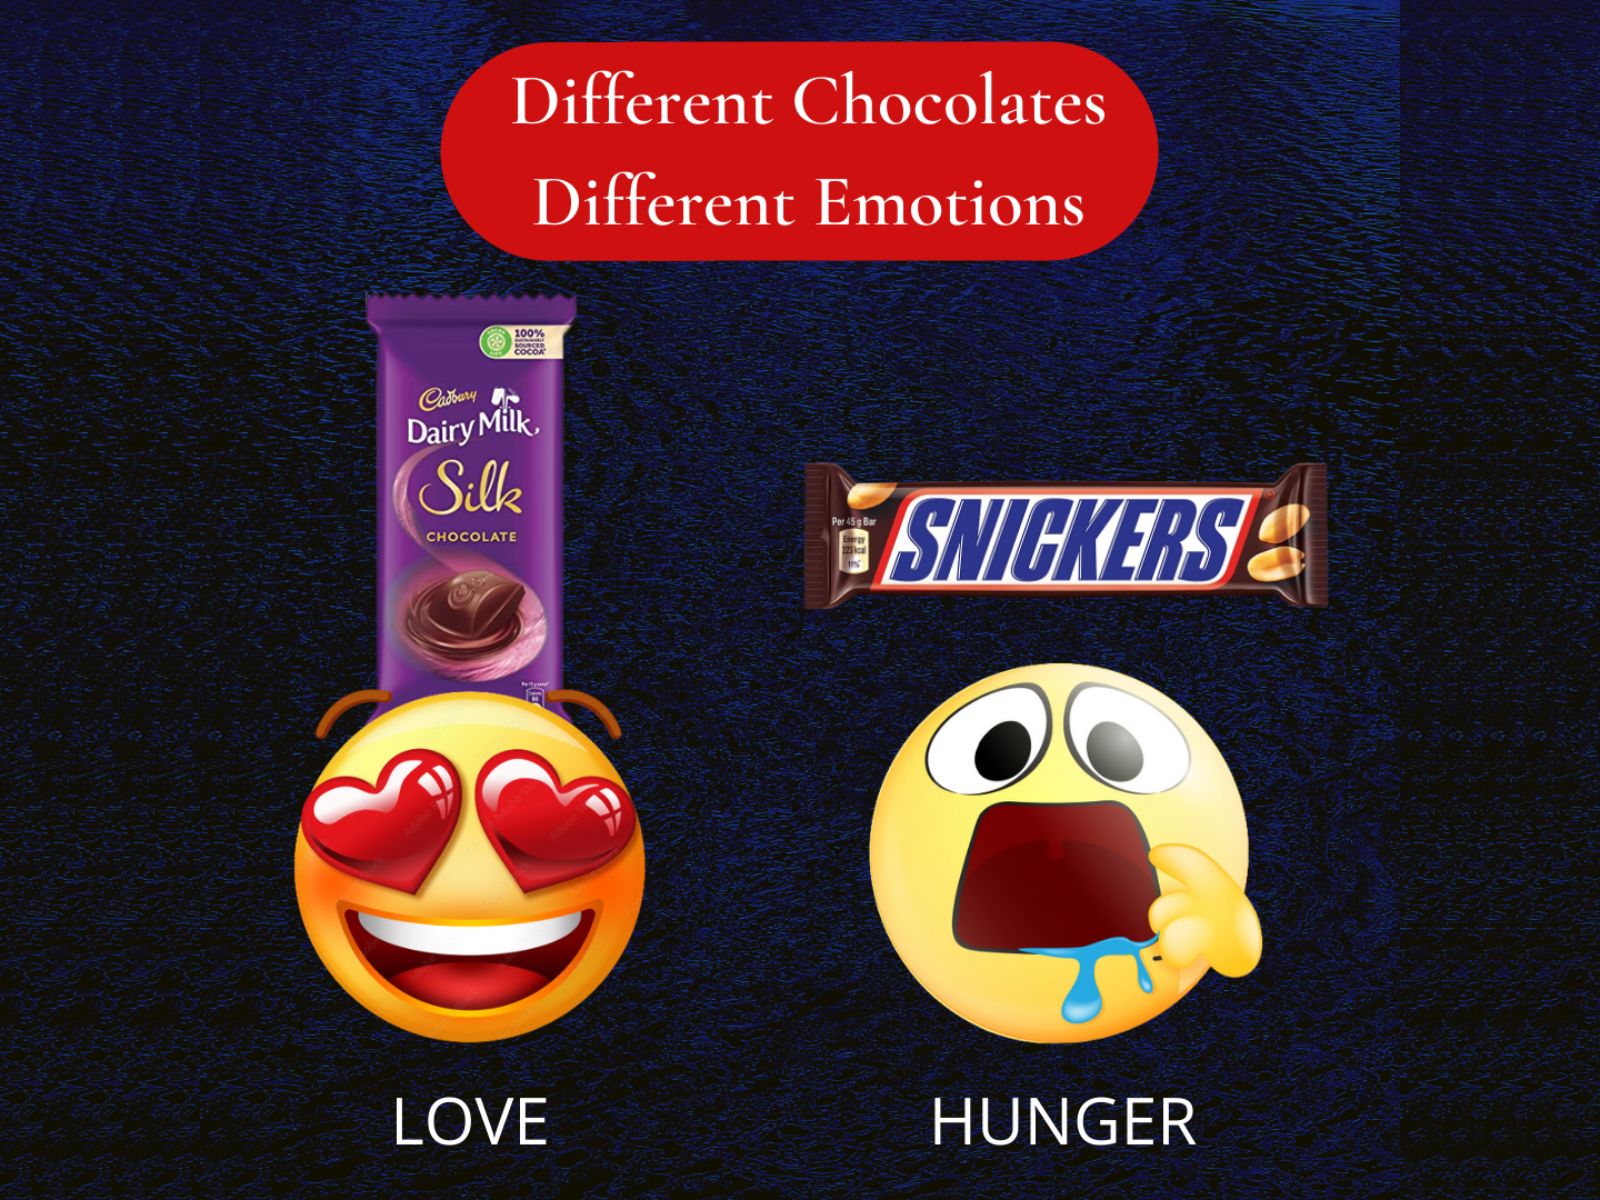 Different Chocolates
Different Emotions
100%
SUSTAINABLY
SOURCED
COCOA
Cadbury
Dairy Milk
Silk
CHOCOLATE
SNICKERS
Per 45 g Bar
Energy
223 kcal
11%*
LOVE
HUNGER